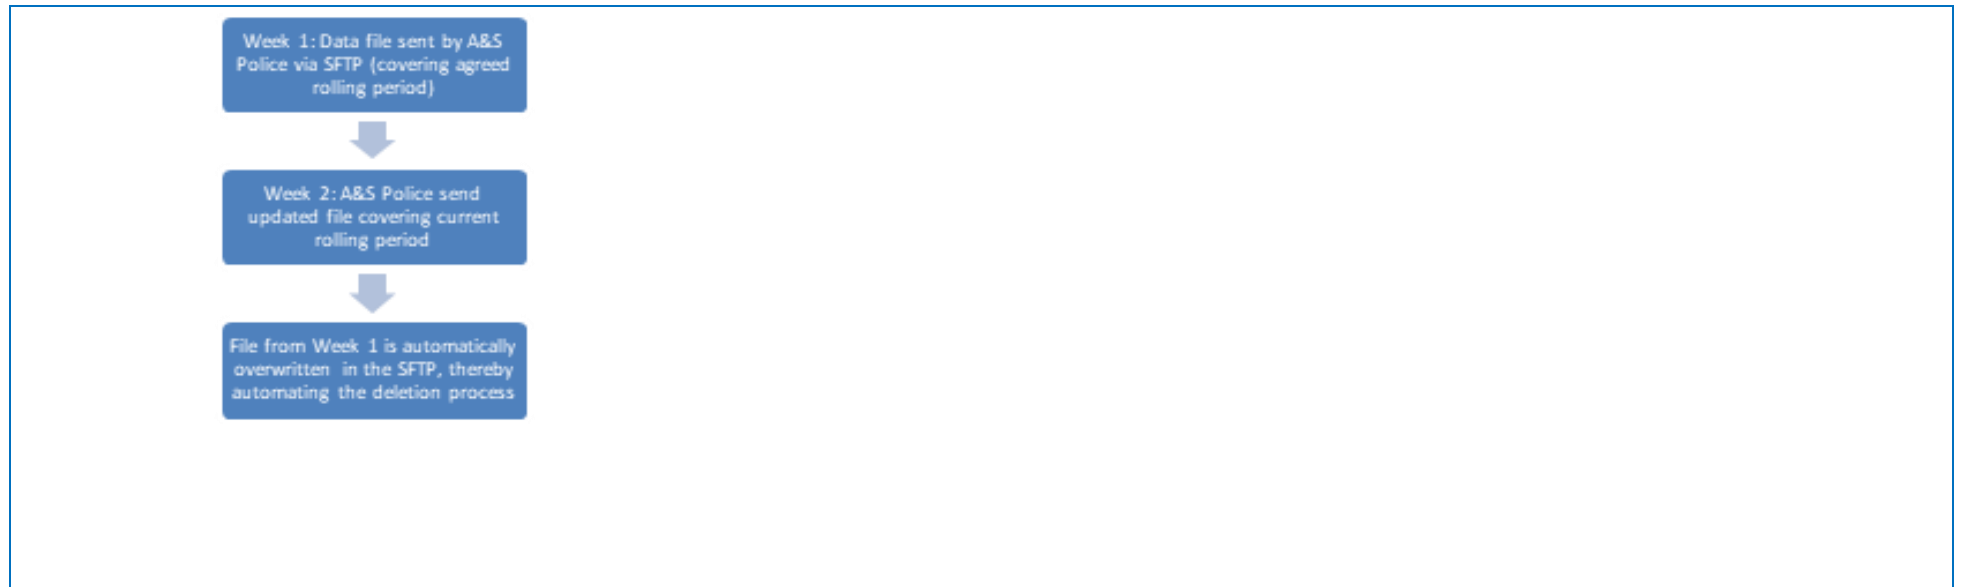 Week 1: Data file sent by A&S
Police via SFTP (covering agreed
rolling period)
Week 2: A&S Police send
updated file covering current
rolling period
File from Week 1 is automatically
overwritten in the SFTP, thereby
automating the deletion process